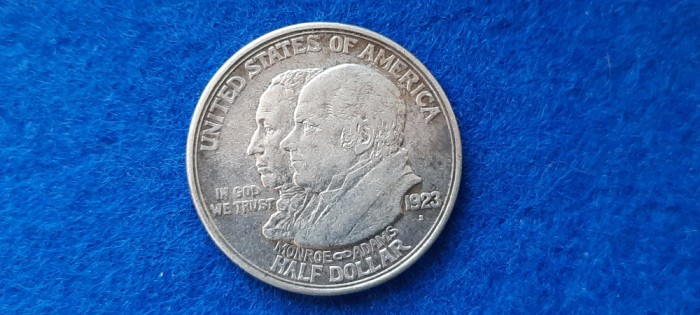 UNITED STATES OF AMERICA
IN GOD
WE TRUST
1923
S
MONROE ∞ ADAMS
HALF DOLLAR